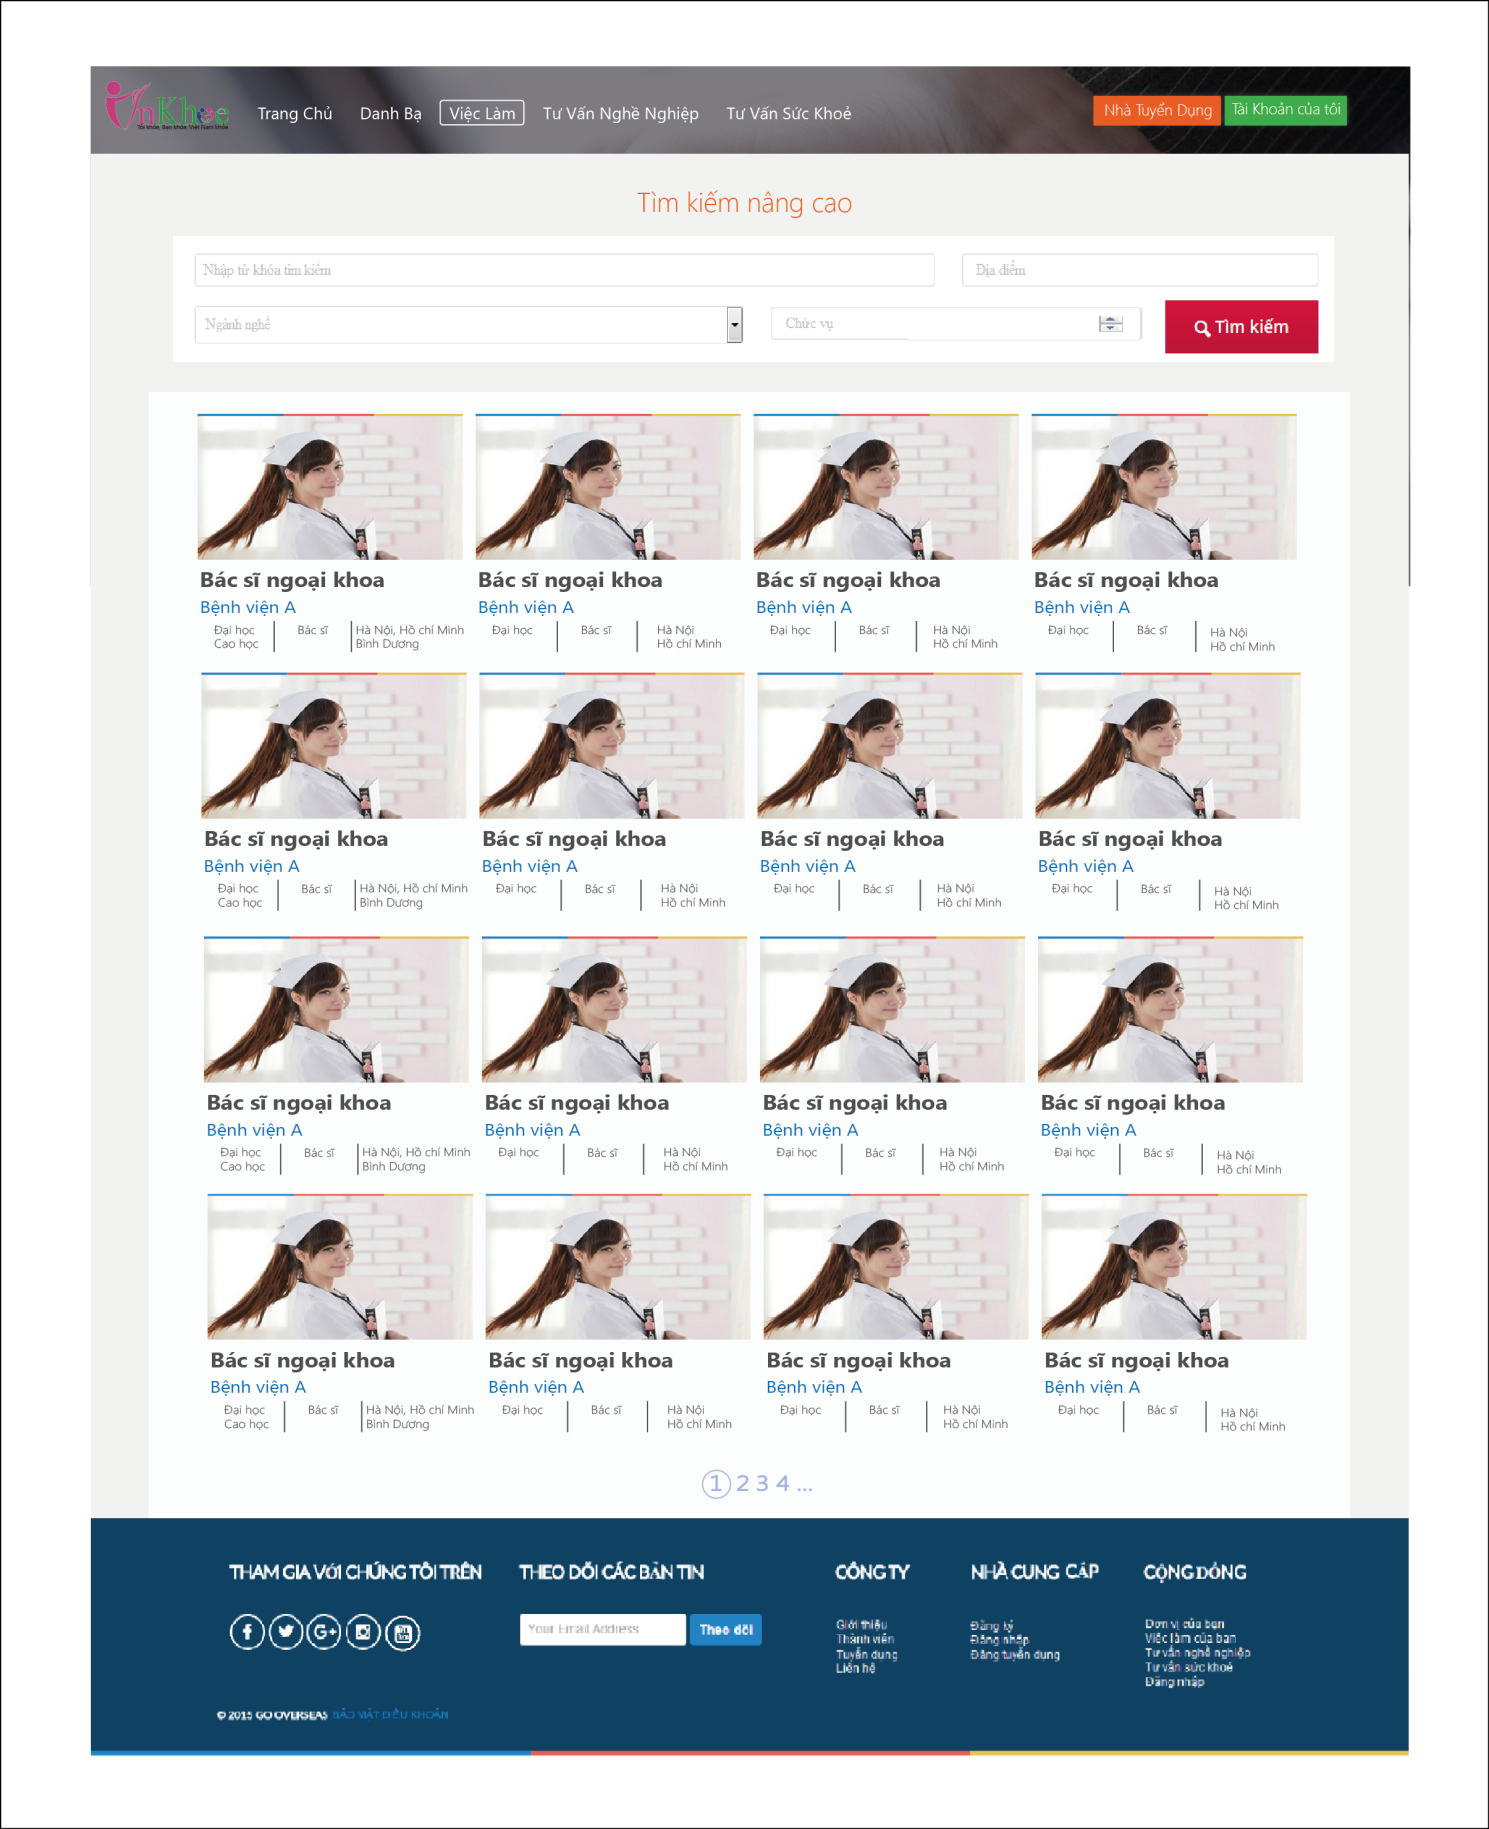 VnKhoe
Tôi khỏe, Bạn khỏe, Việt Nam khỏe
Trang Chủ Danh Bạ Việc Làm Tư Vấn Nghề Nghiệp Tư Vấn Sức Khoẻ
Nhà Tuyển Dụng Tài Khoản của tôi
Tìm kiếm nâng cao
Nhập từ khóa tìm kiếm Địa điểm
Ngành nghề Chức vụ Tìm kiếm
Bác sĩ ngoại khoa Bác sĩ ngoại khoa Bác sĩ ngoại khoa Bác sĩ ngoại khoa
Bệnh viện A Bệnh viện A Bệnh viện A Bệnh viện A
Đại học Bác sĩ Hà Nội, Hồ chí Minh Đại học Bác sĩ Hà Nội Đại học Bác sĩ Hà Nội Đại học Bác sĩ Hà Nội
Cao học Bình Dương Hồ chí Minh Hồ chí Minh Hồ chí Minh
Bác sĩ ngoại khoa Bác sĩ ngoại khoa Bác sĩ ngoại khoa Bác sĩ ngoại khoa
Bệnh viện A Bệnh viện A Bệnh viện A Bệnh viện A
Đại học Bác sĩ Hà Nội, Hồ chí Minh Đại học Bác sĩ Hà Nội Đại học Bác sĩ Hà Nội Đại học Bác sĩ Hà Nội
Cao học Bình Dương Hồ chí Minh Hồ chí Minh Hồ chí Minh
Bác sĩ ngoại khoa Bác sĩ ngoại khoa Bác sĩ ngoại khoa Bác sĩ ngoại khoa
Bệnh viện A Bệnh viện A Bệnh viện A Bệnh viện A
Đại học Bác sĩ Hà Nội, Hồ chí Minh Đại học Bác sĩ Hà Nội Đại học Bác sĩ Hà Nội Đại học Bác sĩ Hà Nội
Cao học Bình Dương Hồ chí Minh Hồ chí Minh Hồ chí Minh
Bác sĩ ngoại khoa Bác sĩ ngoại khoa Bác sĩ ngoại khoa Bác sĩ ngoại khoa
Bệnh viện A Bệnh viện A Bệnh viện A Bệnh viện A
Đại học Bác sĩ Hà Nội, Hồ chí Minh Đại học Bác sĩ Hà Nội Đại học Bác sĩ Hà Nội Đại học Bác sĩ Hà Nội
Cao học Bình Dương Hồ chí Minh Hồ chí Minh Hồ chí Minh
1 2 3 4 ...
THAM GIA VỚI CHÚNG TÔI TRÊN
THEO DÕI CÁC BẢN TIN
Your Email Address Theo dõi
CÔNG TY
Giới thiệu
Thành viên
Tuyển dụng
Liên hệ
NHÀ CUNG CẤP
Đăng ký
Đăng nhập
Đăng tuyển dụng
CỘNG ĐỒNG
Đơn vị của bạn
Việc làm của bạn
Tư vấn nghề nghiệp
Tư vấn sức khoẻ
Đăng nhập
© 2015 GO OVERSEAS BẢO MẬT ĐIỀU KHOẢN